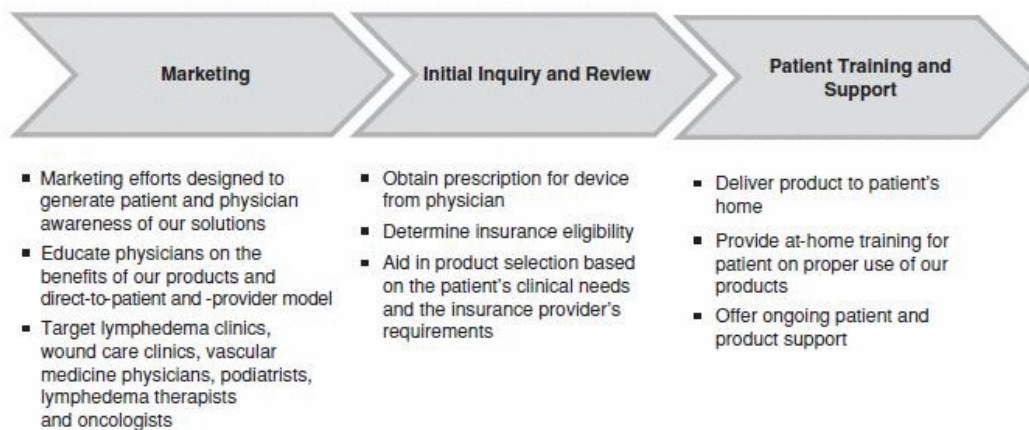 Marketing
Initial Inquiry and Review
Patient Training and
Support
▪ Marketing efforts designed to
generate patient and physician
awareness of our solutions
▪ Educate physicians on the
benefits of our products and
direct-to-patient and -provider model
▪ Target lymphedema clinics,
wound care clinics, vascular
medicine physicians, podiatrists,
lymphedema therapists
and oncologists
▪ Obtain prescription for device
from physician
▪ Determine insurance eligibility
▪ Aid in product selection based
on the patient's clinical needs
and the insurance provider's
requirements
▪ Deliver product to patient's
home
▪ Provide at-home training for
patient on proper use of our
products
▪ Offer ongoing patient and
product support